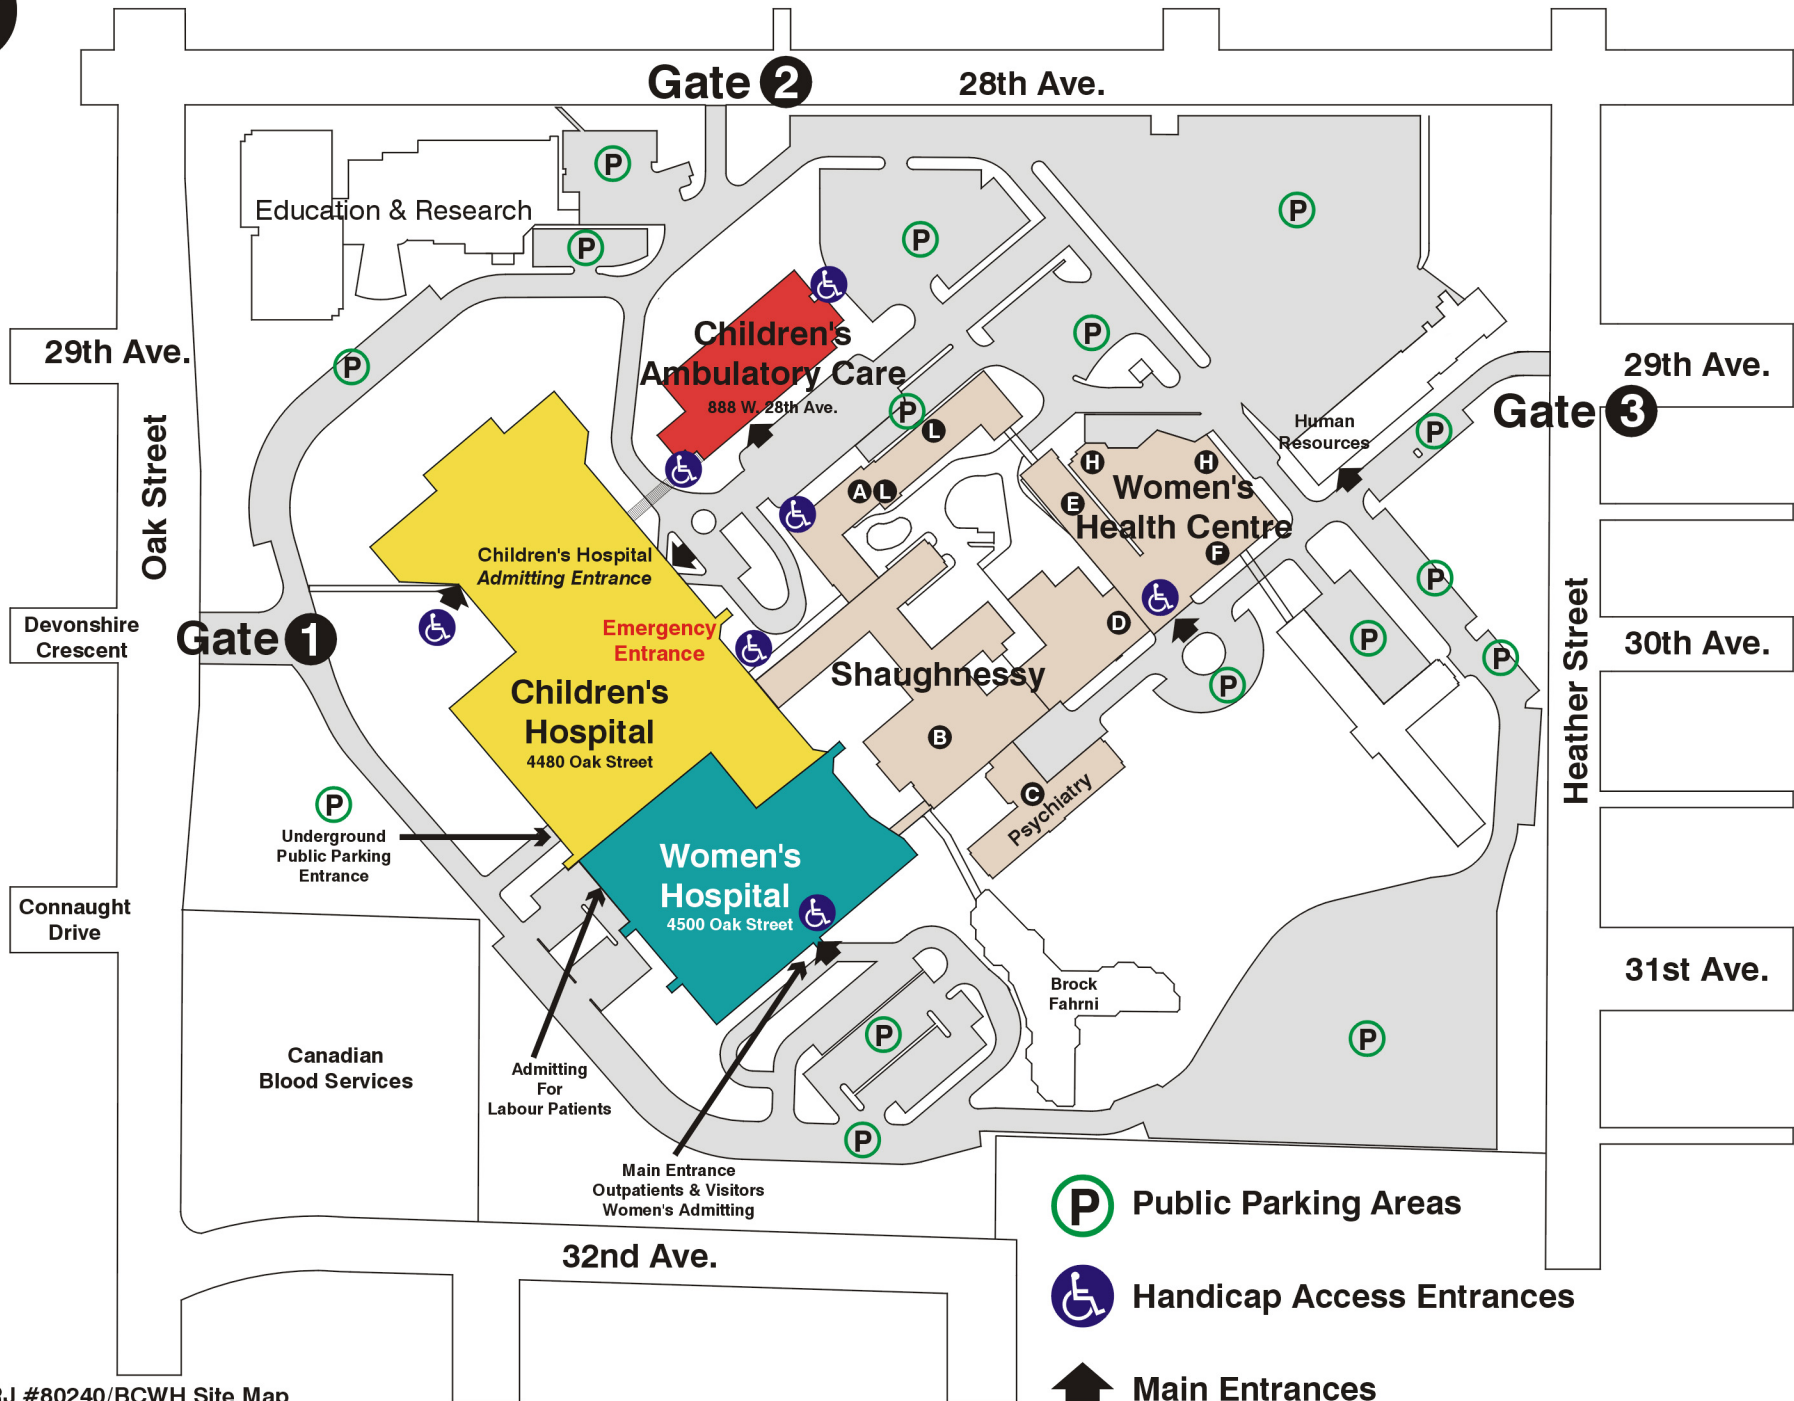 Gate 2
28th Ave.
P
Education & Research
P
P
P
P
29th Ave.
P
Children's
Ambulatory Care
888 W. 28th Ave.
P
29th Ave.
Gate 3
Human
Resources
P
P
L
H
H
A
L
E
Women's
Health Centre
F
Oak Street
Children's Hospital
Admitting Entrance
P
Devonshire
Crescent
Gate 1
Emergency
Entrance
D
P
P
30th Ave.
Shaughnessy
P
Children's
Hospital
4480 Oak Street
B
Heather Street
C
Psychiatry
P
Underground
Public Parking
Entrance
Women's
Hospital
4500 Oak Street
Connaught
Drive
31st Ave.
Brock
Fahrni
P
P
Canadian
Blood Services
Admitting
For
Labour Patients
P
Main Entrance
Outpatients & Visitors
Women's Admitting
32nd Ave.
P Public Parking Areas
Handicap Access Entrances
Main Entrances
#80240/BCWH Site Map